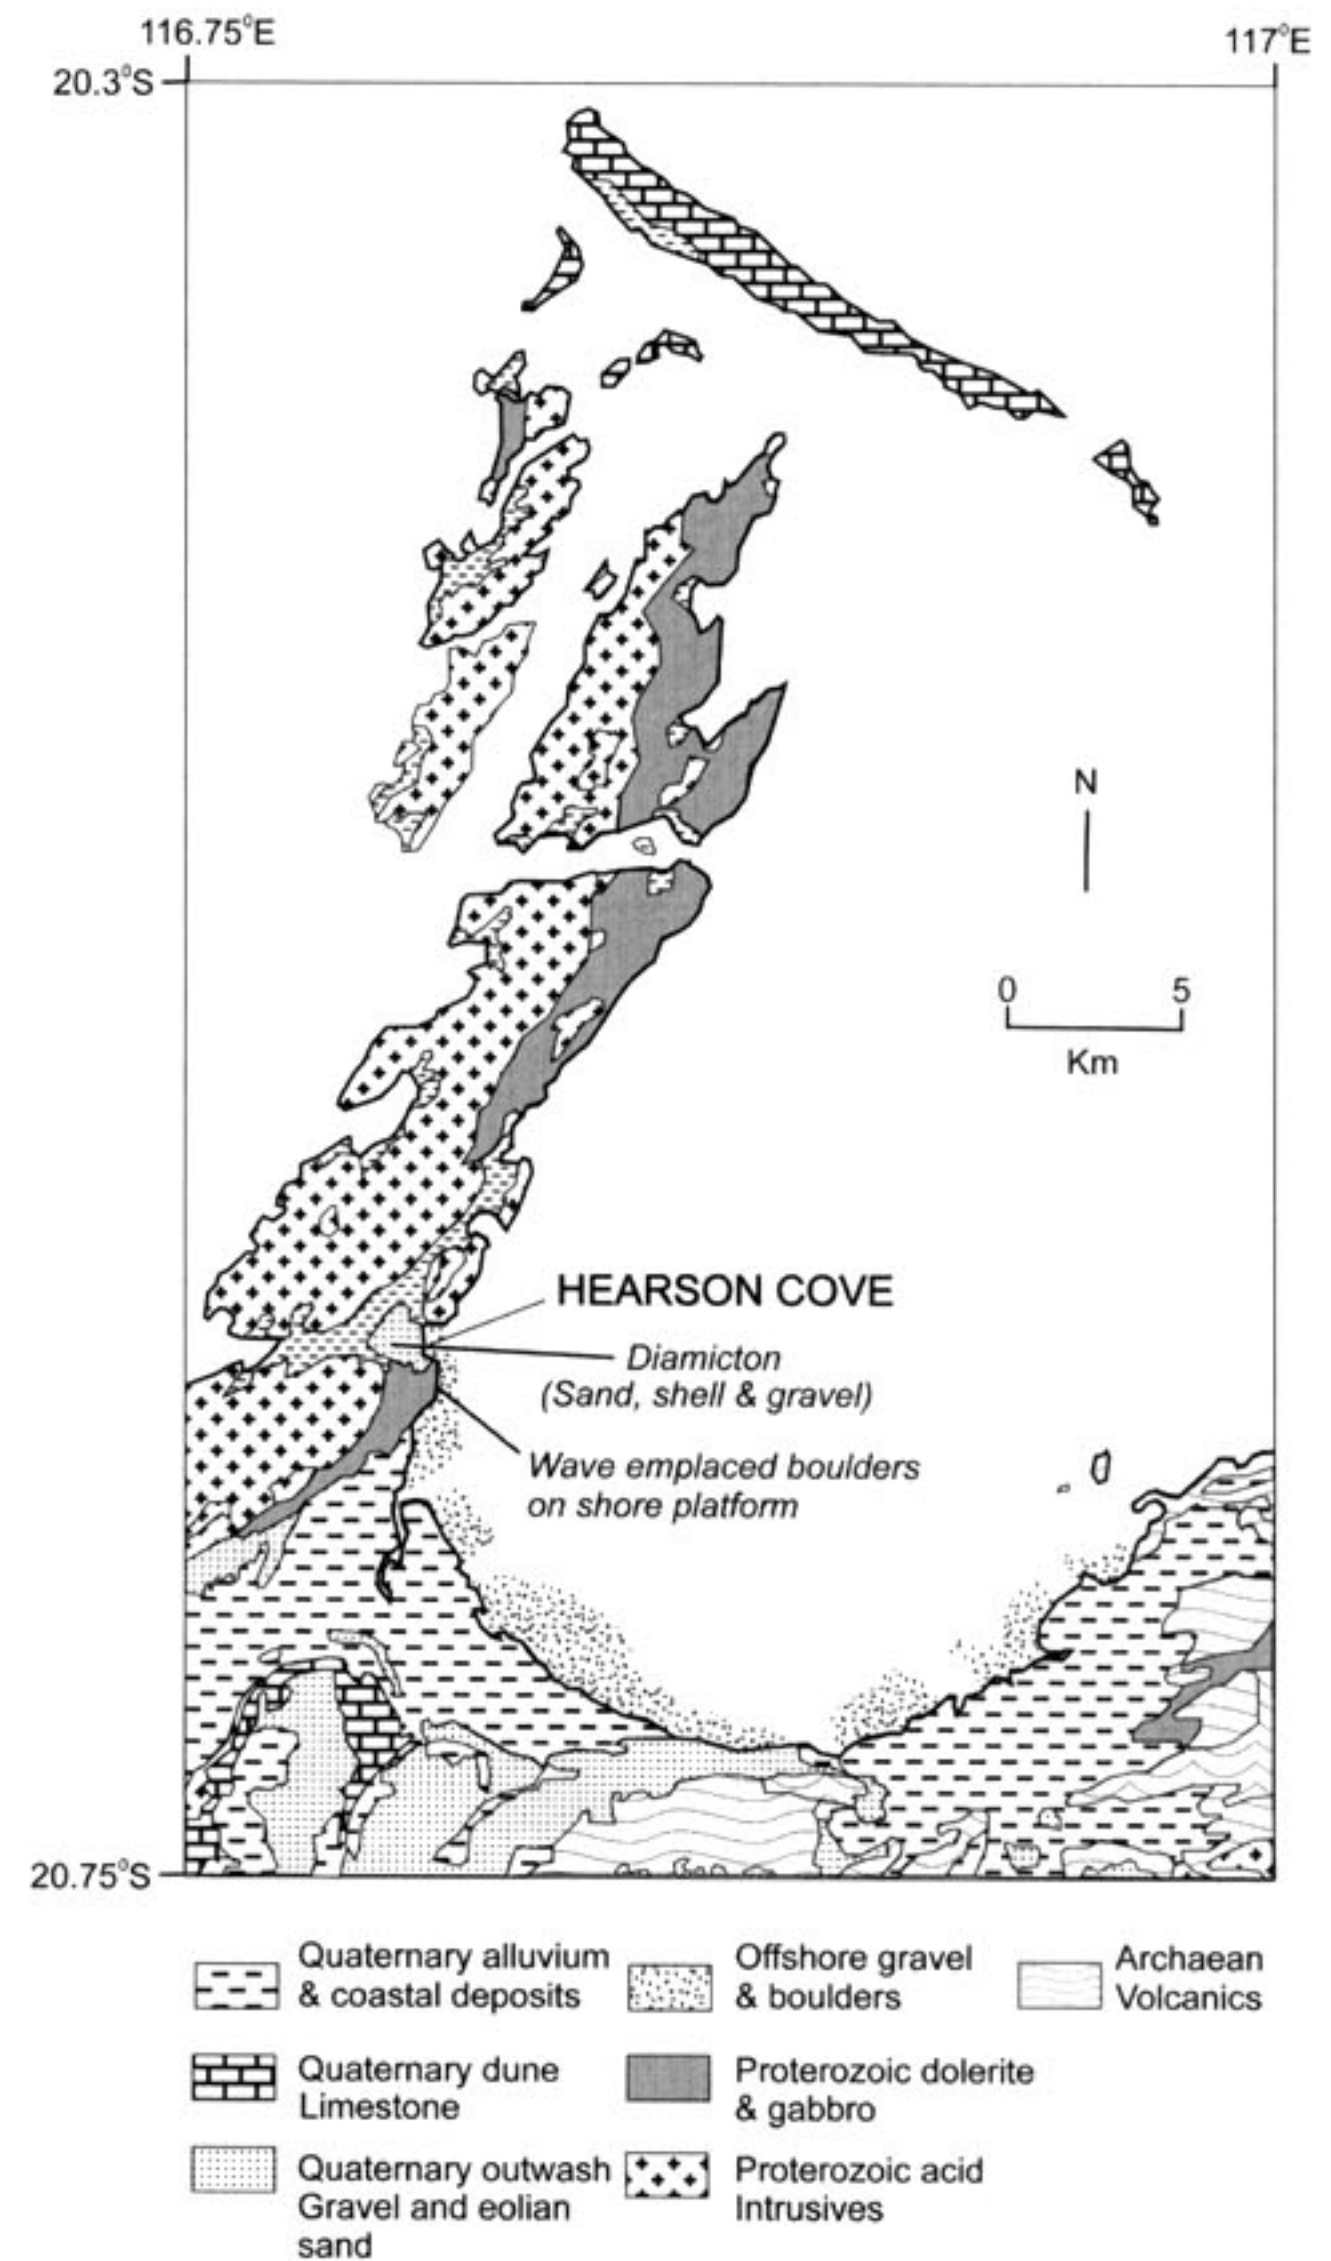 116.75°E
117°E
20.3°S
N
0 5
Km
HEARSON COVE
Diamicton
(Sand, shell & gravel)
Wave emplaced boulders
on shore platform
20.75°S
Quaternary alluvium
& coastal deposits
Offshore gravel
& boulders
Archaean
Volcanics
Quaternary dune
Limestone
Proterozoic dolerite
& gabbro
Quaternary outwash
Gravel and eolian
sand
Proterozoic acid
Intrusives